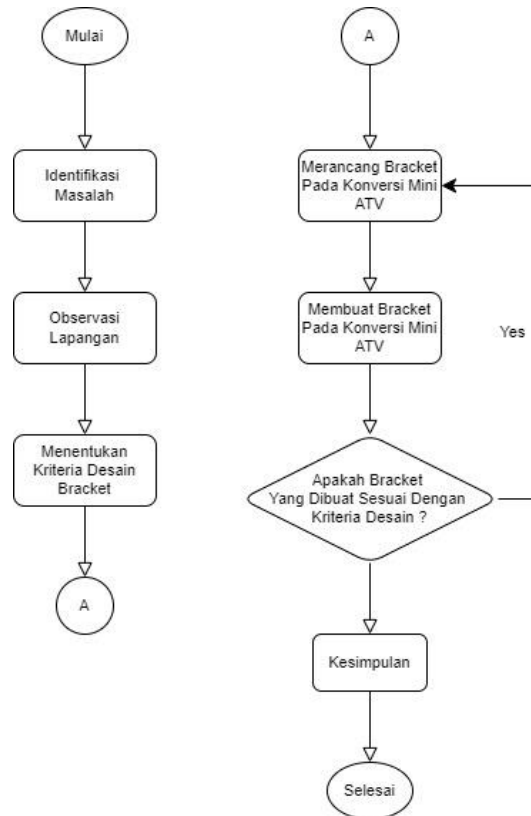 Mulai
Identifikasi
Masalah
Observasi
Lapangan
Menentukan
Kriteria Desain
Bracket
A
A
Merancang Bracket
Pada Konversi Mini
ATV
Membuat Bracket
Pada Konversi Mini
ATV
Yes
Apakah Bracket
Yang Dibuat Sesuai Dengan
Kriteria Desain ?
Kesimpulan
Selesai